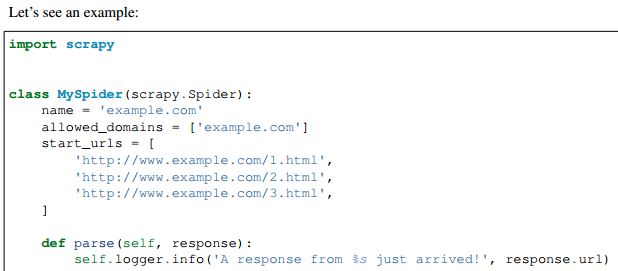 Let’s see an example:
import scrapy
class MySpider(scrapy.Spider):
    name = 'example.com'
    allowed_domains = ['example.com']
    start_urls = [
        'http://www.example.com/1.html',
        'http://www.example.com/2.html',
        'http://www.example.com/3.html',
    ]
    def parse(self, response):
        self.logger.info('A response from %s just arrived!', response.url)